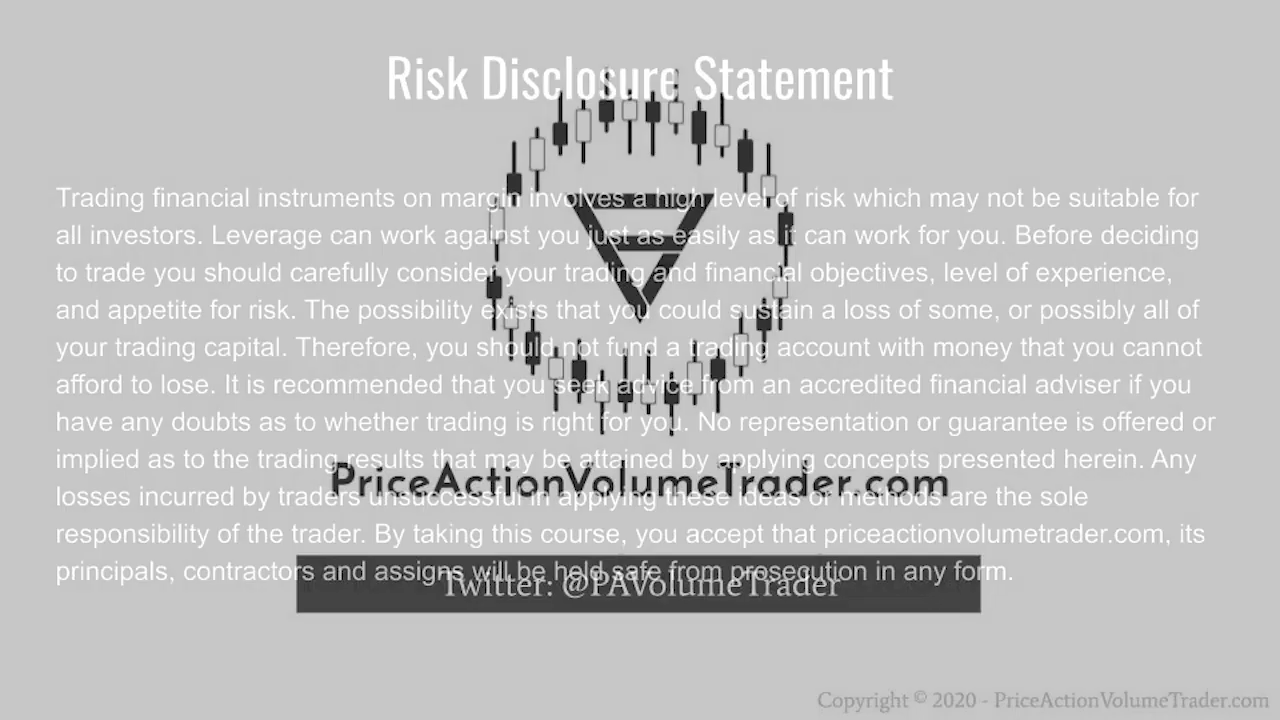 Risk Disclosure Statement
Trading financial instruments on margin involves a high level of risk which may not be suitable for
all investors. Leverage can work against you just as easily as it can work for you. Before deciding
to trade you should carefully consider your trading and financial objectives, level of experience,
and appetite for risk. The possibility exists that you could sustain a loss of some, or possibly all of
your trading capital. Therefore, you should not fund a trading account with money that you cannot
afford to lose. It is recommended that you seek advice from an accredited financial adviser if you
have any doubts as to whether trading is right for you. No representation or guarantee is offered or
implied as to the trading results that may be attained by applying concepts presented herein. Any
PriceActionVolumeTrader.com
losses incurred by traders unsuccessful in applying these ideas or methods are the sole
responsibility of the trader. By taking this course, you accept that priceactionvolumetrader.com, its
principals, contractors and assigns will be held safe from prosecution in any form.
Twitter: @PAVolumeTrader
Copyright © 2020 - PriceActionVolumeTrader.com